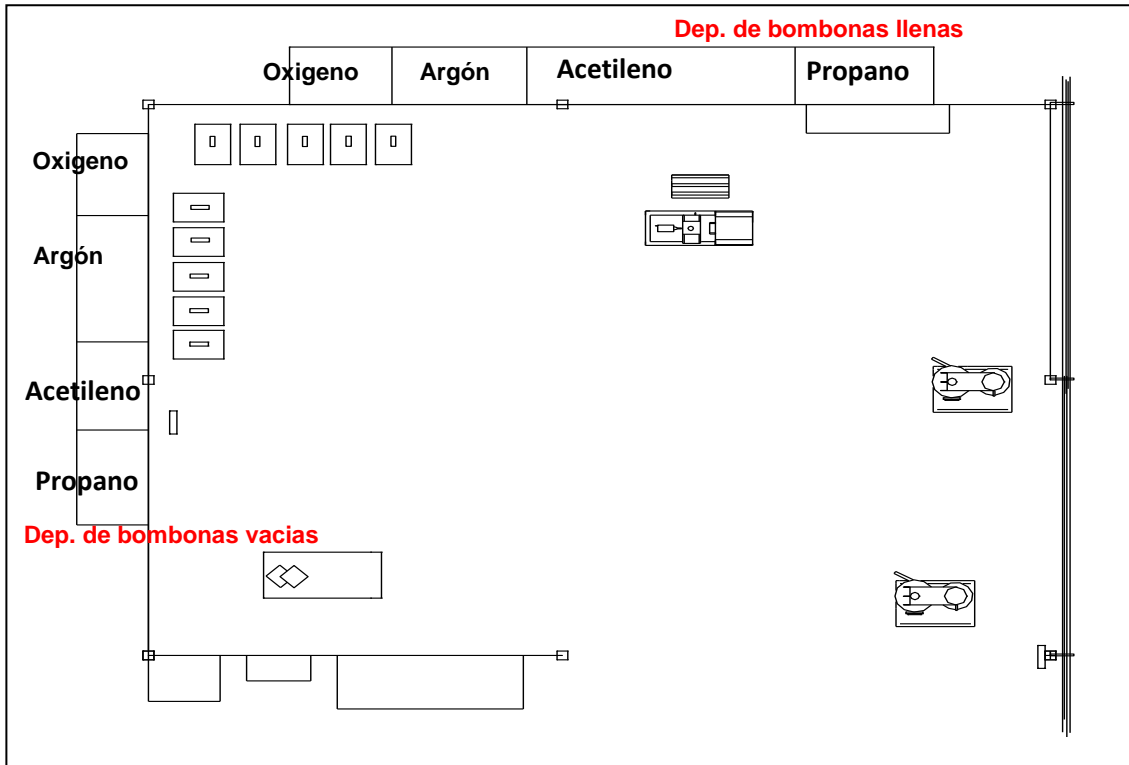 Dep. de bombonas llenas
Oxigeno
Argón
Acetileno
Propano
Oxigeno
Argón
Acetileno
Propano
Dep. de bombonas vacias